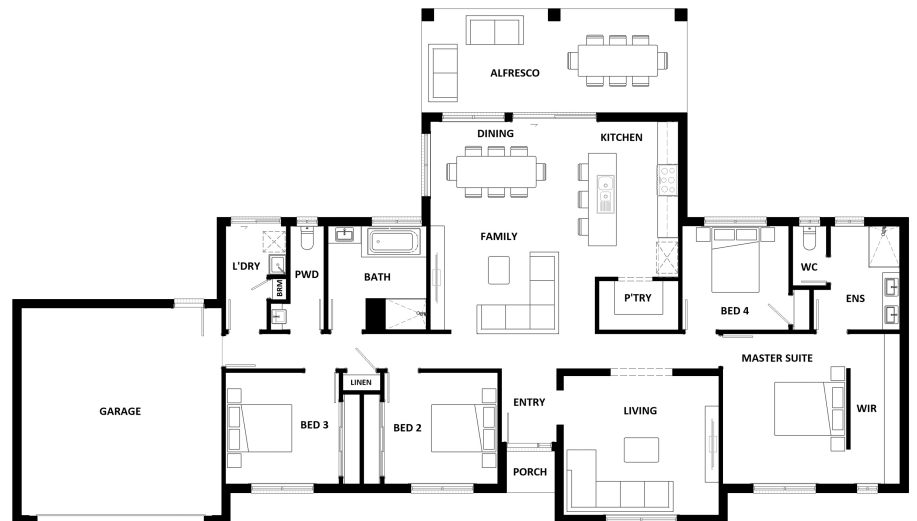 ALFRESCO
DINING
KITCHEN
FAMILY
L'DRY
PWD
BATH
BRM
P'TRY
BED 4
WC
ENS
MASTER SUITE
LINEN
GARAGE
BED 3
BED 2
ENTRY
LIVING
WIR
PORCH